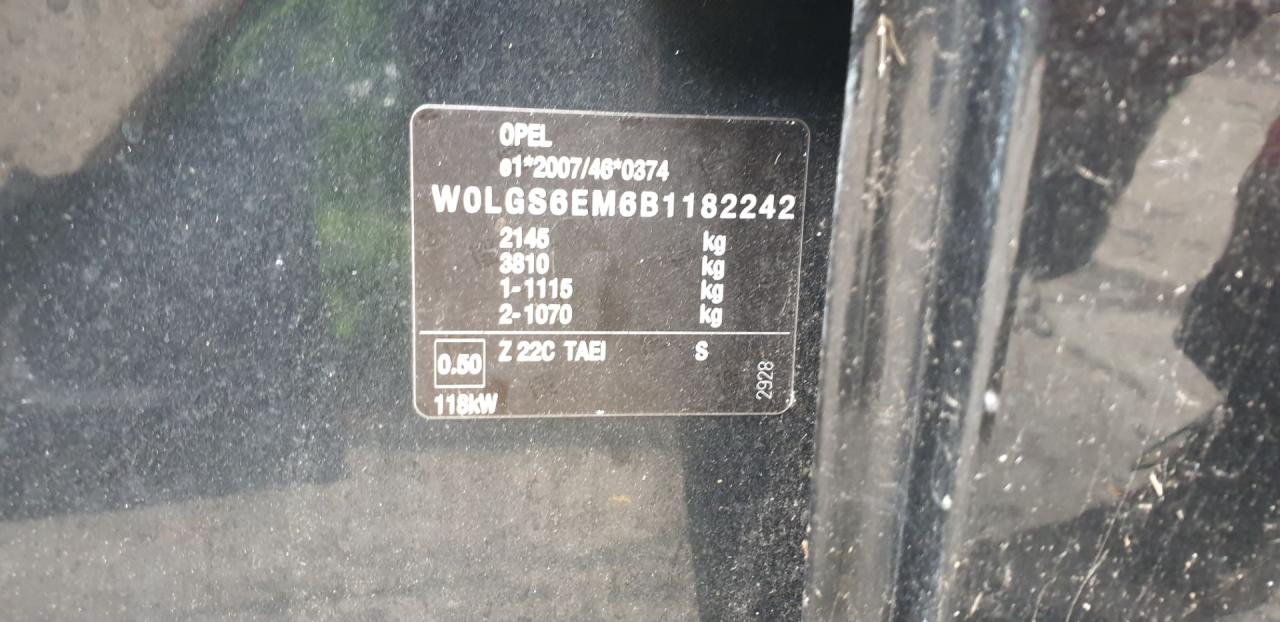 OPEL
e1*2007/46*0374
W0LGS6EM6B1182242
2145 kg
3810 kg
1-1115 kg
2-1070 kg
0.50 Z 22C TAEI S
118kW
2928